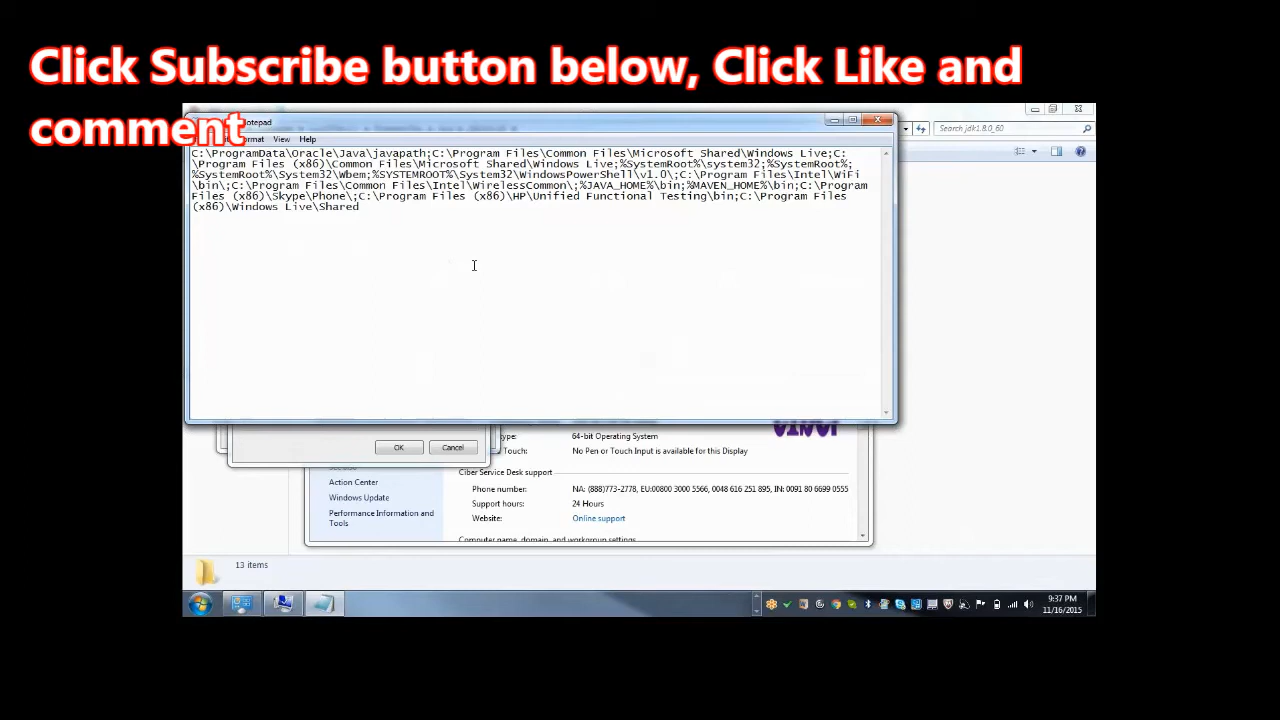 Click Subscribe button below, Click Like and
comment
Notepad
Format View Help
Search jdk1.8.0_60
C:\ProgramData\Oracle\Java\javapath;C:\Program Files\Common Files\Microsoft Shared\Windows Live;C:
\Program Files (x86)\Common Files\Microsoft Shared\Windows Live;%SystemRoot%\system32;%SystemRoot%;
%SystemRoot%\System32\Wbem;%SYSTEMROOT%\System32\WindowsPowerShell\v1.0\;C:\Program Files\Intel\WiFi
\bin\;C:\Program Files\Common Files\Intel\WirelessCommon\;%JAVA_HOME%\bin;%MAVEN_HOME%\bin;C:\Program
Files (x86)\Skype\Phone\;C:\Program Files (x86)\HP\Unified Functional Testing\bin;C:\Program Files
(x86)\Windows Live\Shared
OK Cancel
64-bit Operating System
Touch: No Pen or Touch Input is available for this Display
Ciber Service Desk support
Action Center
Phone number: NA: (888)773-2778, EU:00800 3000 5566, 0048 616 251 895, IN: 0091 80 6699 0555
Windows Update
Support hours: 24 Hours
Performance Information and
Tools
Website: Online support
Computer name, domain, and workgroup settings
13 items
9:37 PM
11/16/2015